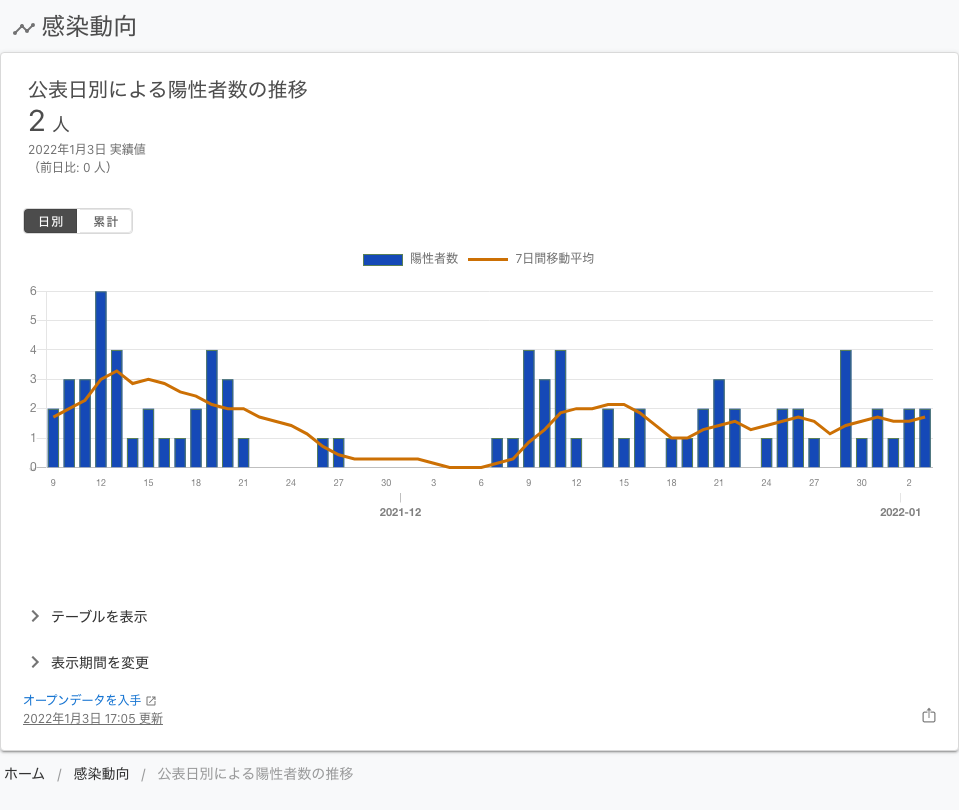 感染動向
公表日別による陽性者数の推移
2 人
2022年1月3日 実績値
（前日比: 0 人）
日別 累計
陽性者数 7日間移動平均
6
5
4
3
2
1
0
9 12 15 18 21 24 27 30 3 6 9 12 15 18 21 24 27 30 2
2021-12 2022-01
テーブルを表示
表示期間を変更
オープンデータを入手
2022年1月3日 17:05 更新
ホーム / 感染動向 / 公表日別による陽性者数の推移